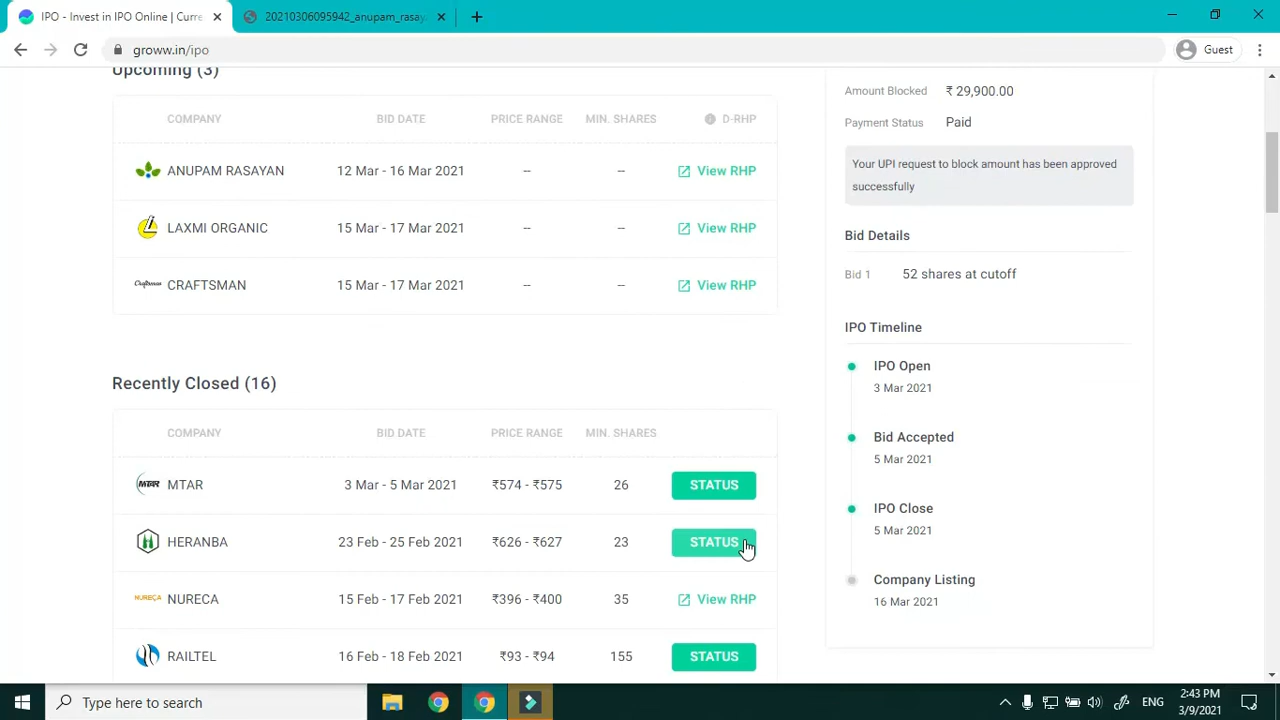 IPO - Invest in IPO Online | Curre
20210306095942_anupam_rasay
groww.in/ipo
Guest
Upcoming (3)
COMPANY BID DATE PRICE RANGE MIN. SHARES D-RHP
ANUPAM RASAYAN 12 Mar - 16 Mar 2021 -- -- View RHP
LAXMI ORGANIC 15 Mar - 17 Mar 2021 -- -- View RHP
Craftsman CRAFTSMAN 15 Mar - 17 Mar 2021 -- -- View RHP
Recently Closed (16)
COMPANY BID DATE PRICE RANGE MIN. SHARES
MTAR MTAR 3 Mar - 5 Mar 2021 ₹574 - ₹575 26 STATUS
HERANBA 23 Feb - 25 Feb 2021 ₹626 - ₹627 23 STATUS
NURECA NURECA 15 Feb - 17 Feb 2021 ₹396 - ₹400 35 View RHP
RAILTEL 16 Feb - 18 Feb 2021 ₹93 - ₹94 155 STATUS
Amount Blocked ₹ 29,900.00
Payment Status Paid
Your UPI request to block amount has been approved
successfully
Bid Details
Bid 1 52 shares at cutoff
IPO Timeline
IPO Open
3 Mar 2021
Bid Accepted
5 Mar 2021
IPO Close
5 Mar 2021
Company Listing
16 Mar 2021
Type here to search
ENG
2:43 PM
3/9/2021